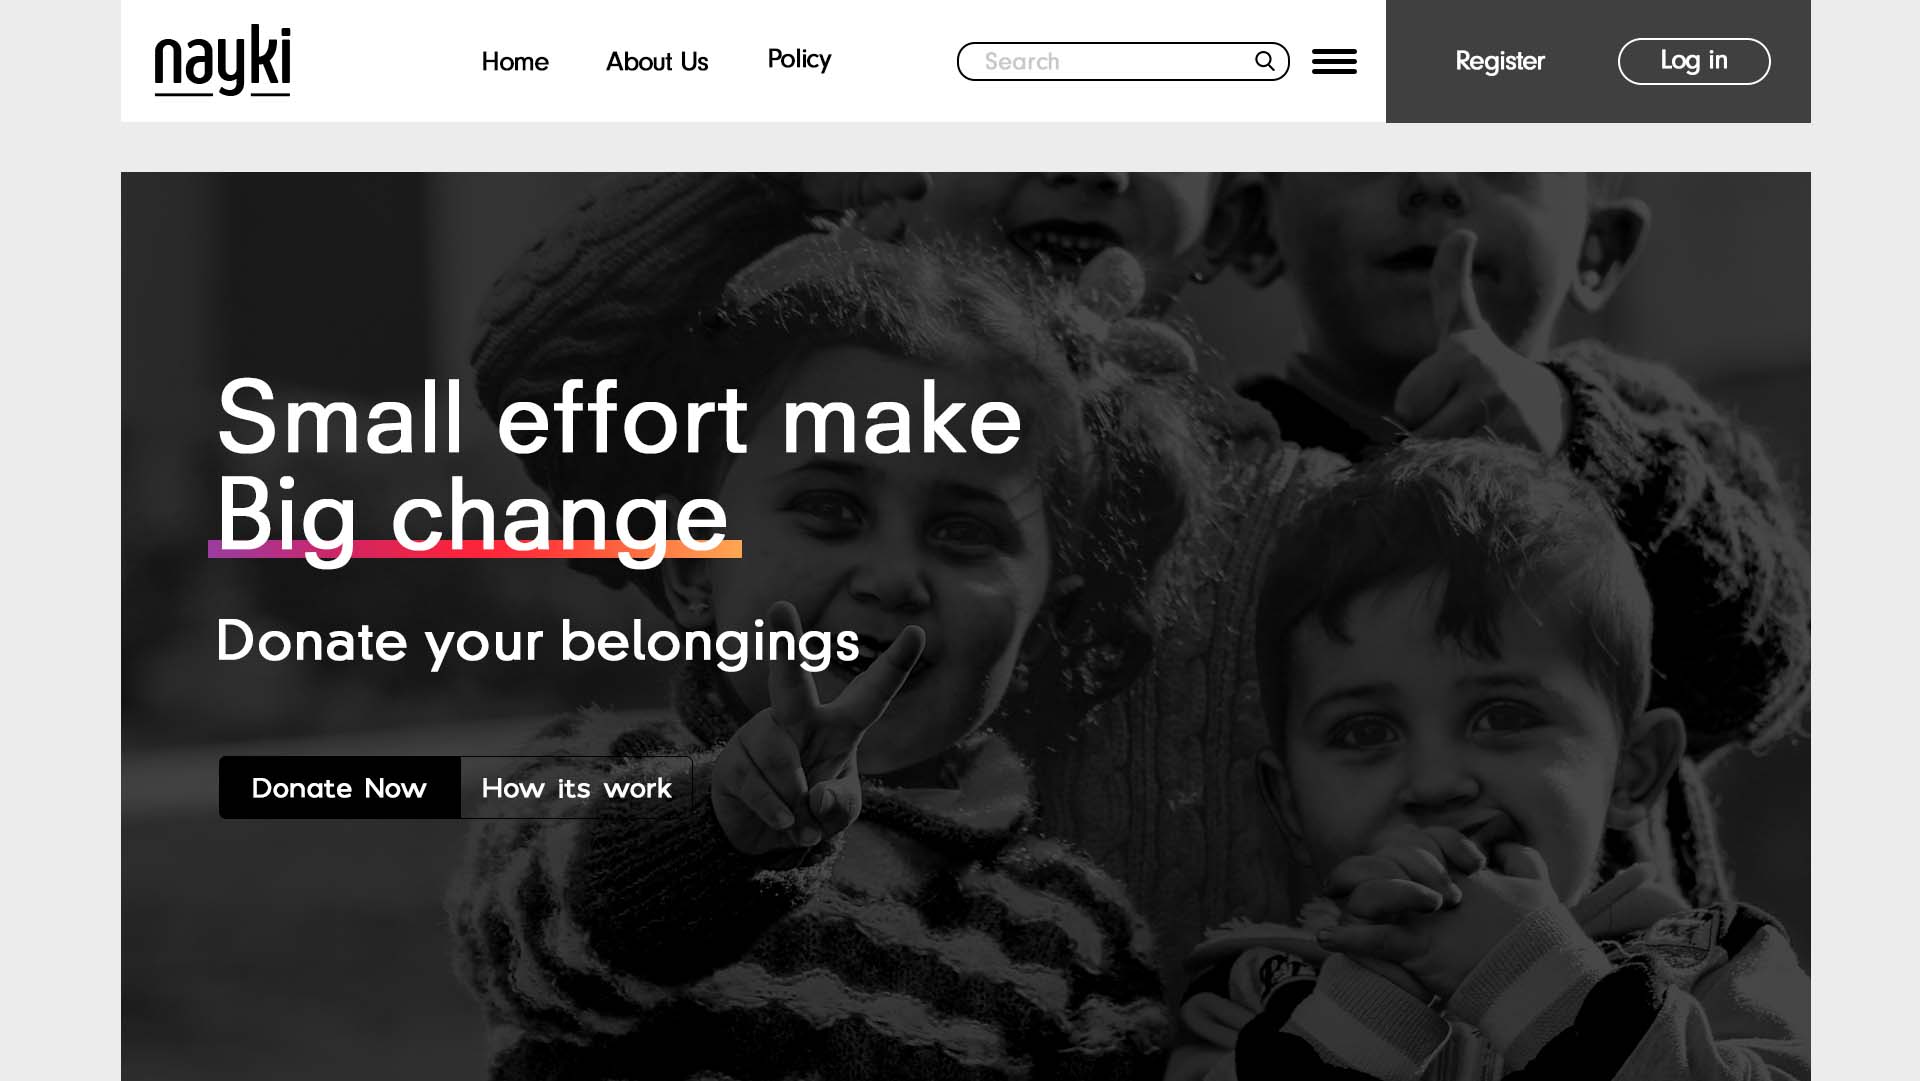 nayki
Home
About Us
Policy
Search
Register
Log in
Small effort make
Big change
Donate your belongings
Donate Now
How its work